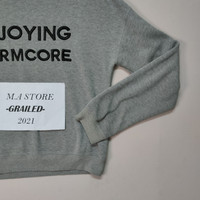 JOYING
RMCORE
M.A STORE
-GRAILED-
2021